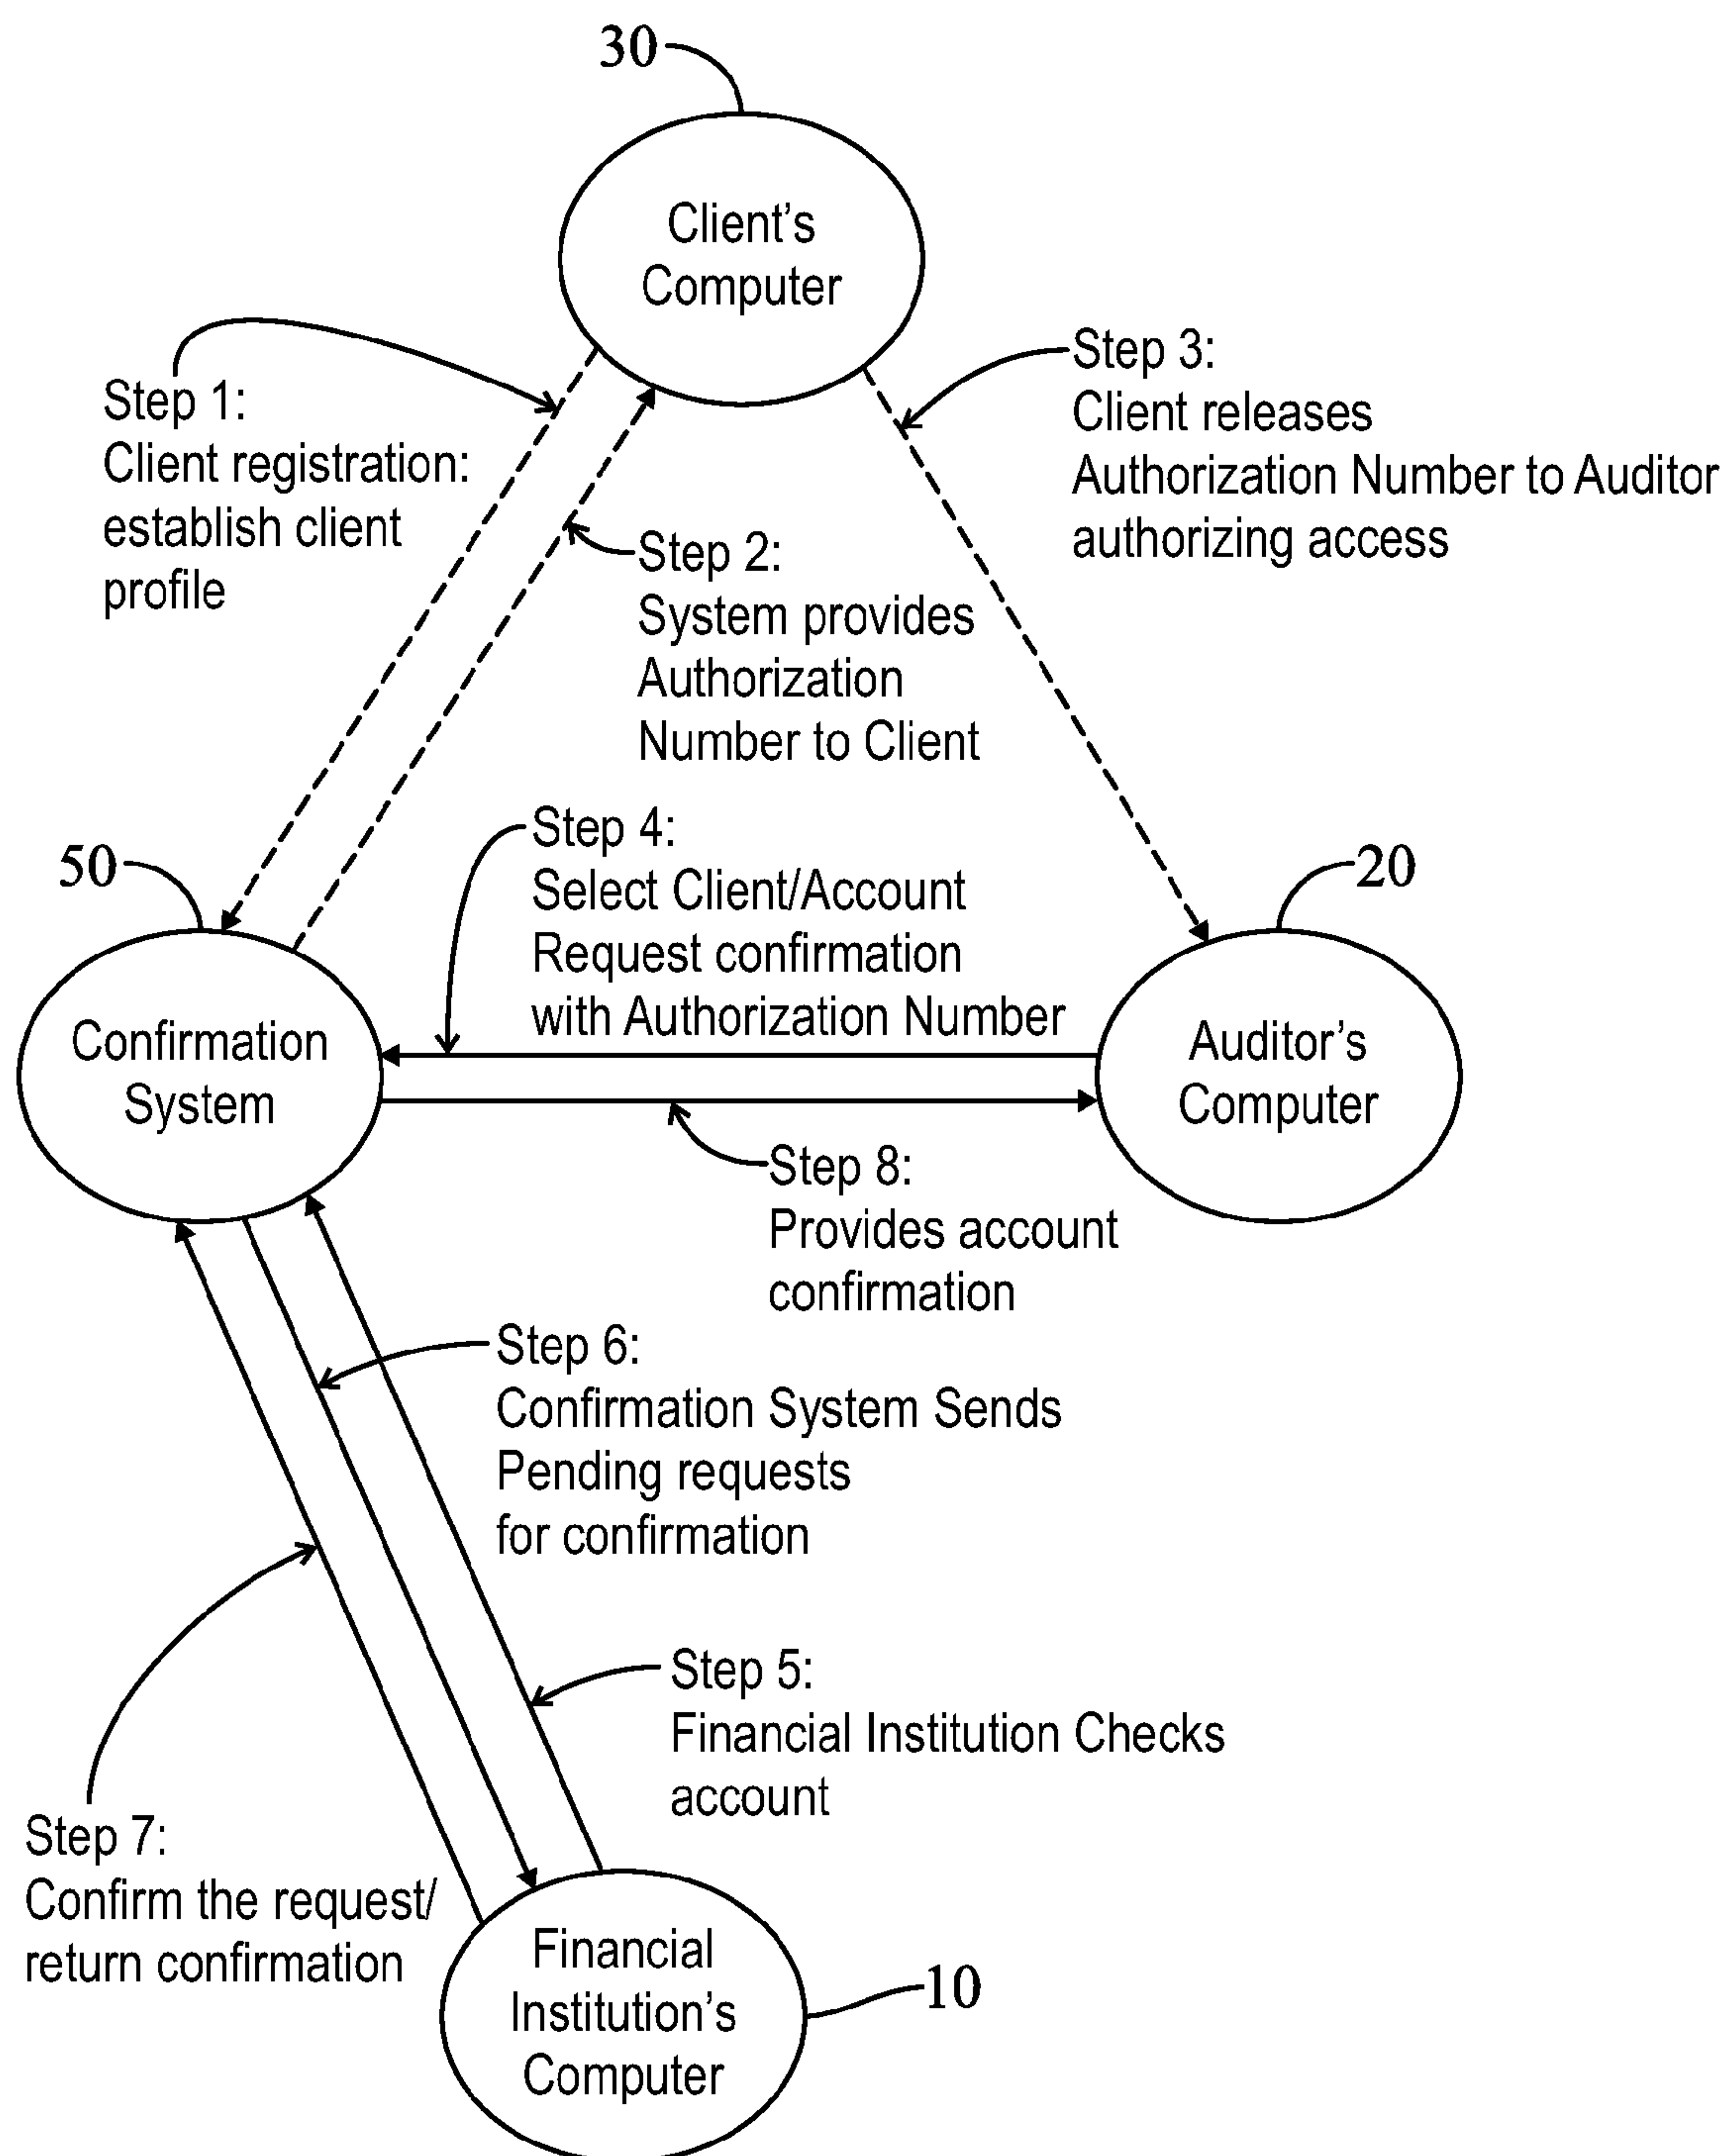 30
Client's
Computer
Step 1:
Client registration:
establish client
profile
Step 2:
System provides
Authorization
Number to Client
Step 3:
Client releases
Authorization Number to Auditor
authorizing access
50
Confirmation
System
Step 4:
Select Client/Account
Request confirmation
with Authorization Number
20
Auditor's
Computer
Step 8:
Provides account
confirmation
Step 6:
Confirmation System Sends
Pending requests
for confirmation
Step 5:
Financial Institution Checks
account
Step 7:
Confirm the request/
return confirmation
Financial
Institution's
Computer
10